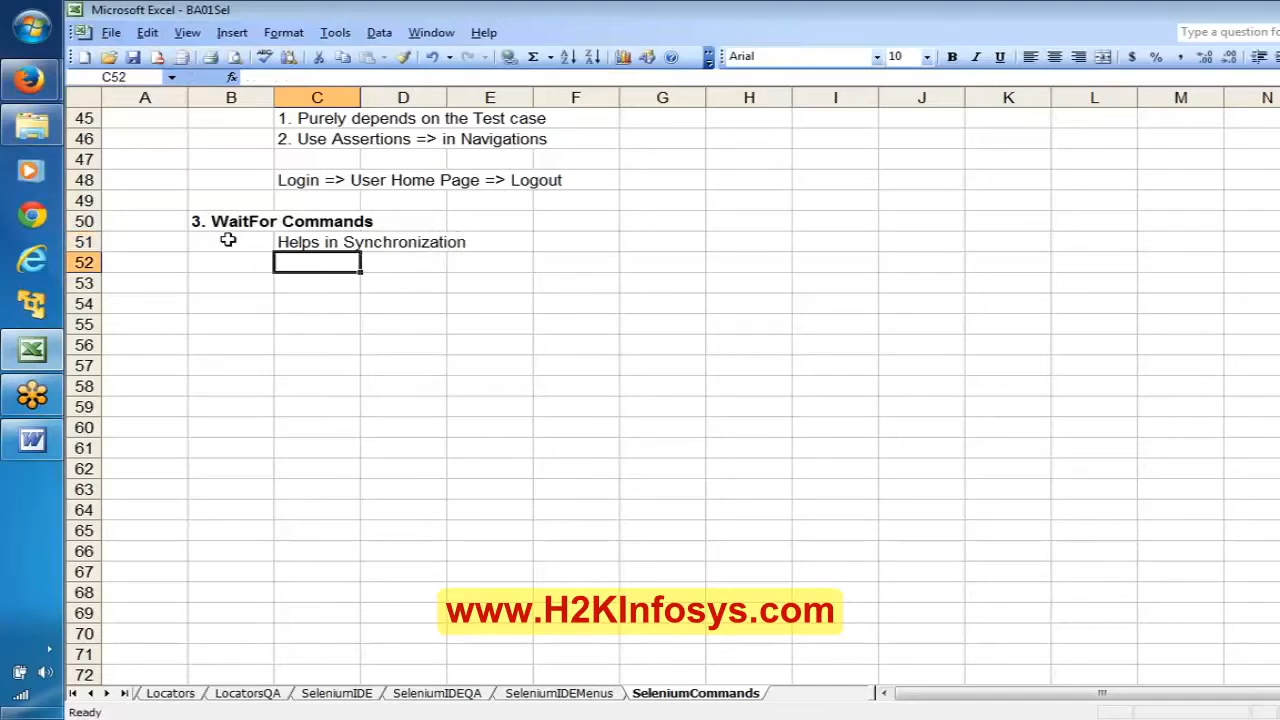 Microsoft Excel - BA01Sel
File Edit View Insert Format Tools Data Window Help
Type a question fo
Arial 10 B I U $ % ,
C52 fx
A B C D E F G H I J K L M N
45 1. Purely depends on the Test case
46 2. Use Assertions => in Navigations
47
48 Login => User Home Page => Logout
49
50 3. WaitFor Commands
51 Helps in Synchronization
52
53
54
55
56
57
58
59
60
61
62
63
64
65
66
67
68
69
70
71
72
www.H2KInfosys.com
Locators LocatorsQA SeleniumIDE SeleniumIDEQA SeleniumIDEMenus SeleniumCommands
Ready